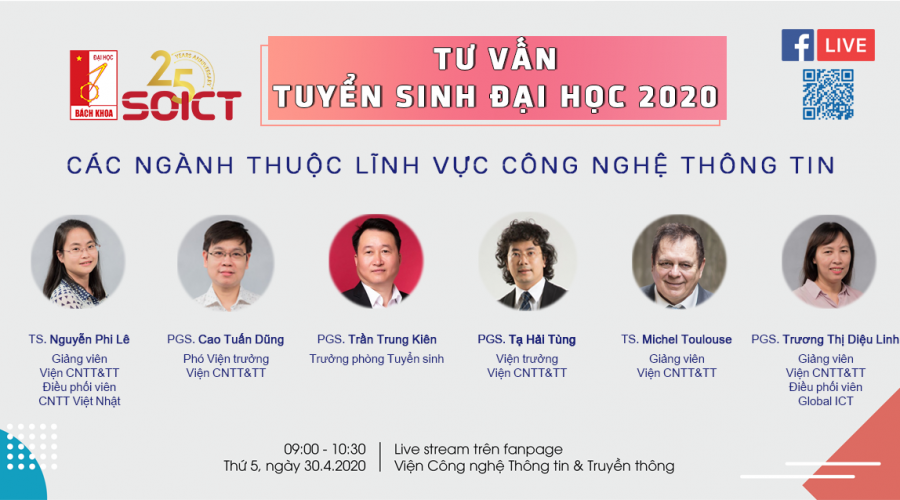 ĐẠI HỌC
BÁCH KHOA
25
YEARS ANNIVERSARY
SOICT
TƯ VẤN
TUYỂN SINH ĐẠI HỌC 2020
f LIVE
CÁC NGÀNH THUỘC LĨNH VỰC CÔNG NGHỆ THÔNG TIN
TS. Nguyễn Phi Lê
Giảng viên
Viện CNTT&TT
Điều phối viên
CNTT Việt Nhật
PGS. Cao Tuấn Dũng
Phó Viện trưởng
Viện CNTT&TT
PGS. Trần Trung Kiên
Trưởng phòng Tuyển sinh
PGS. Tạ Hải Tùng
Viện trưởng
Viện CNTT&TT
TS. Michel Toulouse
Giảng viên
Viện CNTT&TT
PGS. Trương Thị Diệu Linh
Giảng viên
Viện CNTT&TT
Điều phối viên
Global ICT
09:00 - 10:30
Thứ 5, ngày 30.4.2020
Live stream trên fanpage
Viện Công nghệ Thông tin & Truyền thông